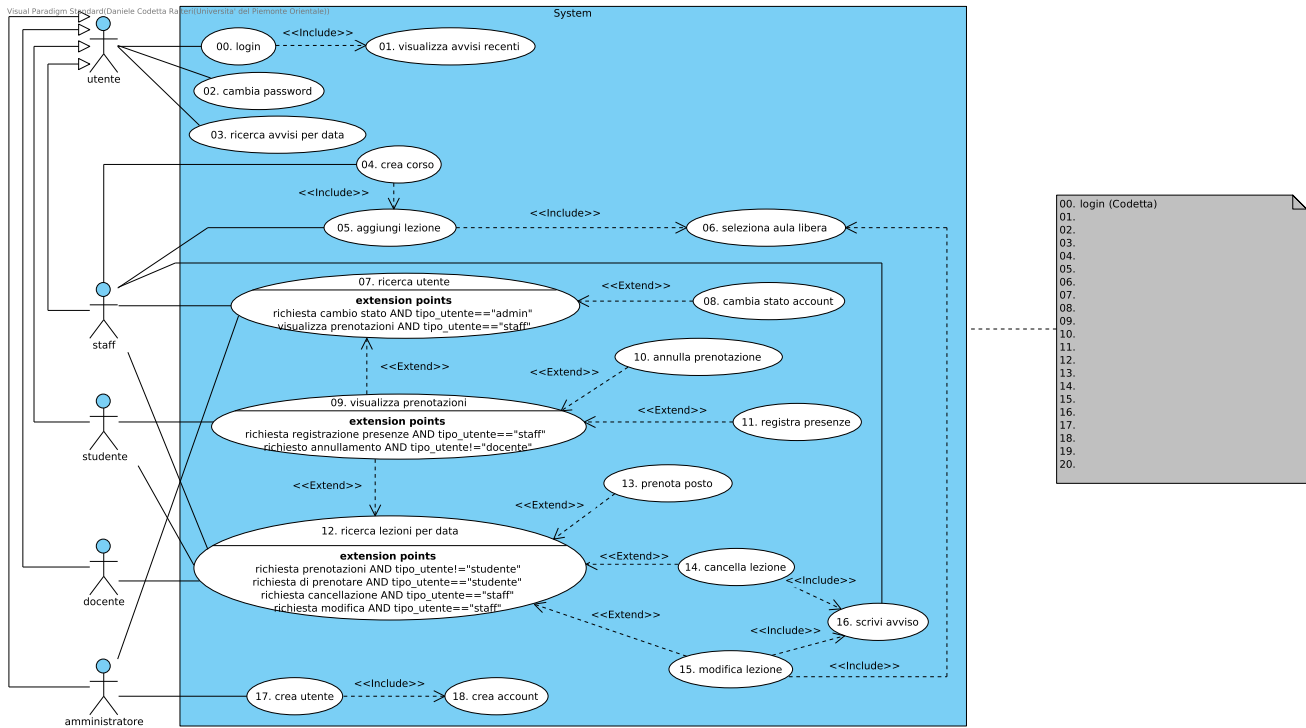 Visual Paradigm Standard(Daniele Codetta Raiteri(Universita' del Piemonte Orientale))
System
utente
00. login
<<Include>>
01. visualizza avvisi recenti
02. cambia password
03. ricerca avvisi per data
04. crea corso
<<Include>>
05. aggiungi lezione
<<Include>>
06. seleziona aula libera
staff
07. ricerca utente
extension points
richiesta cambio stato AND tipo_utente=="admin"
visualizza prenotazioni AND tipo_utente=="staff"
<<Extend>>
08. cambia stato account
<<Extend>>
10. annulla prenotazione
<<Extend>>
studente
09. visualizza prenotazioni
extension points
richiesta registrazione presenze AND tipo_utente=="staff"
richiesto annullamento AND tipo_utente!="docente"
<<Extend>>
11. registra presenze
<<Extend>>
13. prenota posto
<<Extend>>
docente
12. ricerca lezioni per data
extension points
richiesta prenotazioni AND tipo_utente!="studente"
richiesta di prenotare AND tipo_utente=="studente"
richiesta cancellazione AND tipo_utente=="staff"
richiesta modifica AND tipo_utente=="staff"
<<Extend>>
14. cancella lezione
<<Include>>
<<Extend>>
16. scrivi avviso
<<Include>>
15. modifica lezione
<<Include>>
amministratore
17. crea utente
<<Include>>
18. crea account
00. login (Codetta)
01.
02.
03.
04.
05.
06.
07.
08.
09.
10.
11.
12.
13.
14.
15.
16.
17.
18.
19.
20.